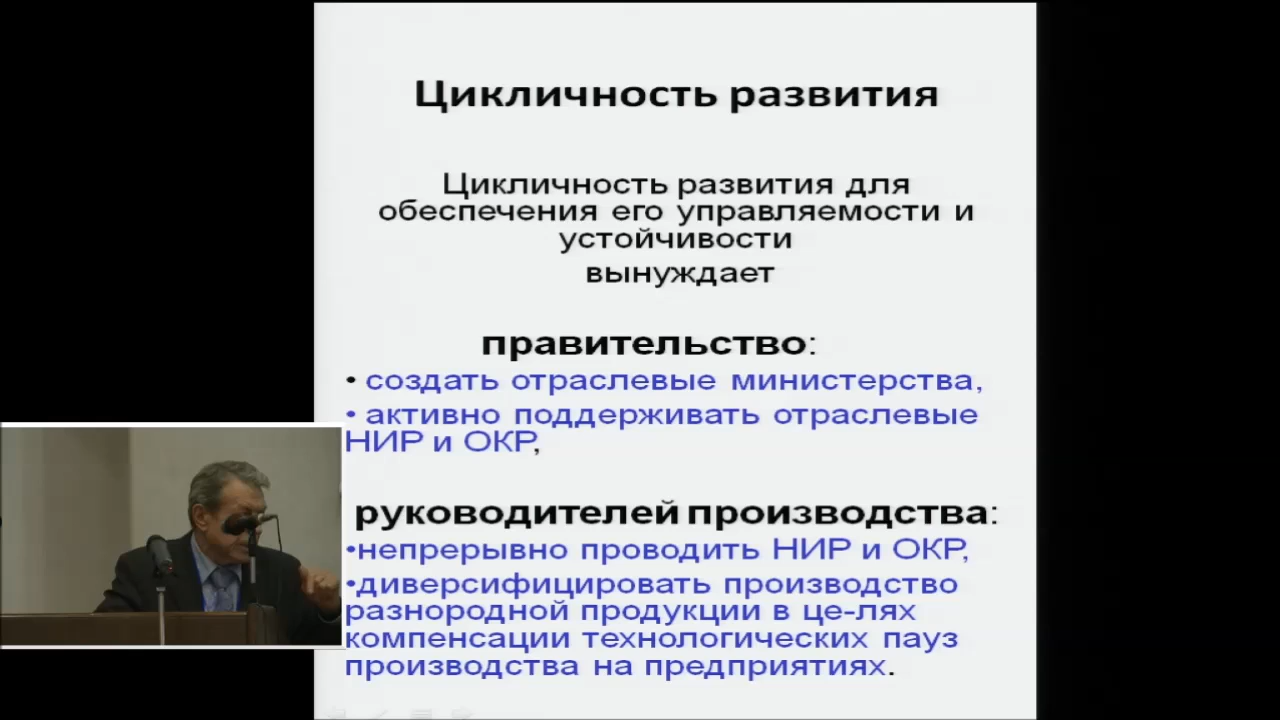 Цикличность развития
Цикличность развития для
обеспечения его управляемости и
устойчивости
вынуждает
правительство:
• создать отраслевые министерства,
• активно поддерживать отраслевые
НИР и ОКР,
руководителей производства:
•непрерывно проводить НИР и ОКР,
•диверсифицировать производство
разнородной продукции в це-лях
компенсации технологических пауз
производства на предприятиях.